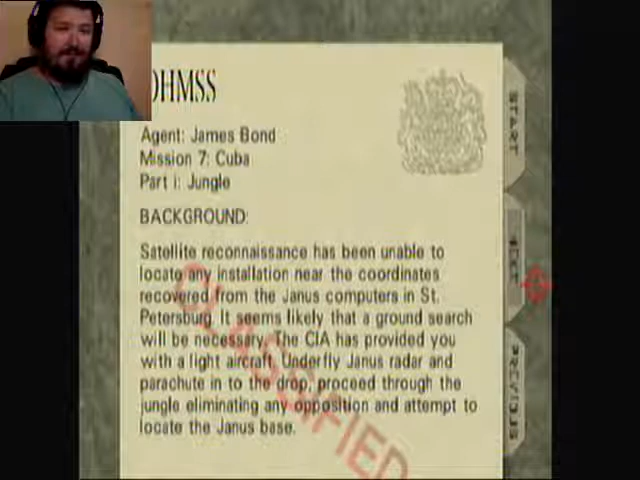 OHMSS
Agent: James Bond
Mission 7: Cuba
Part i: Jungle
BACKGROUND:
Satellite reconnaissance has been unable to
locate any installation near the coordinates
recovered from the Janus computers in St.
Petersburg. It seems likely that a ground search
will be necessary. The CIA has provided you
with a light aircraft. Underfly Janus radar and
parachute in to the drop, proceed through the
jungle eliminating any opposition and attempt to
locate the Janus base.
CLASSIFIED
START
NEXT
PREVIOUS